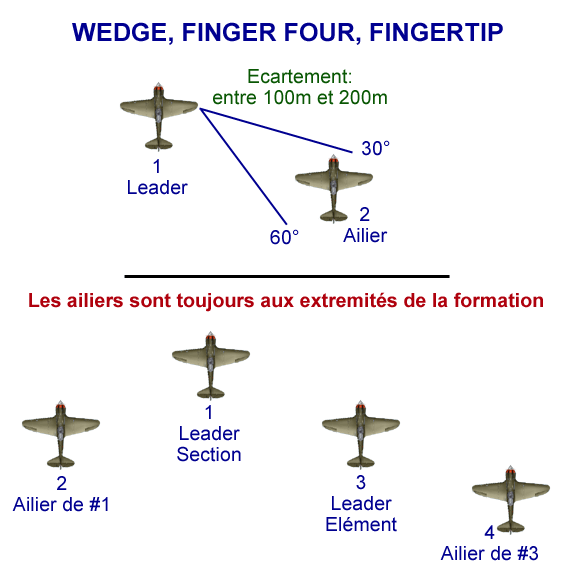 WEDGE, FINGER FOUR, FINGERTIP
Ecartement:
entre 100m et 200m
30°
1
Leader
2
Ailier
60°
Les ailiers sont toujours aux extremités de la formation
1
Leader
Section
2
Ailier de #1
3
Leader
Elément
4
Ailier de #3